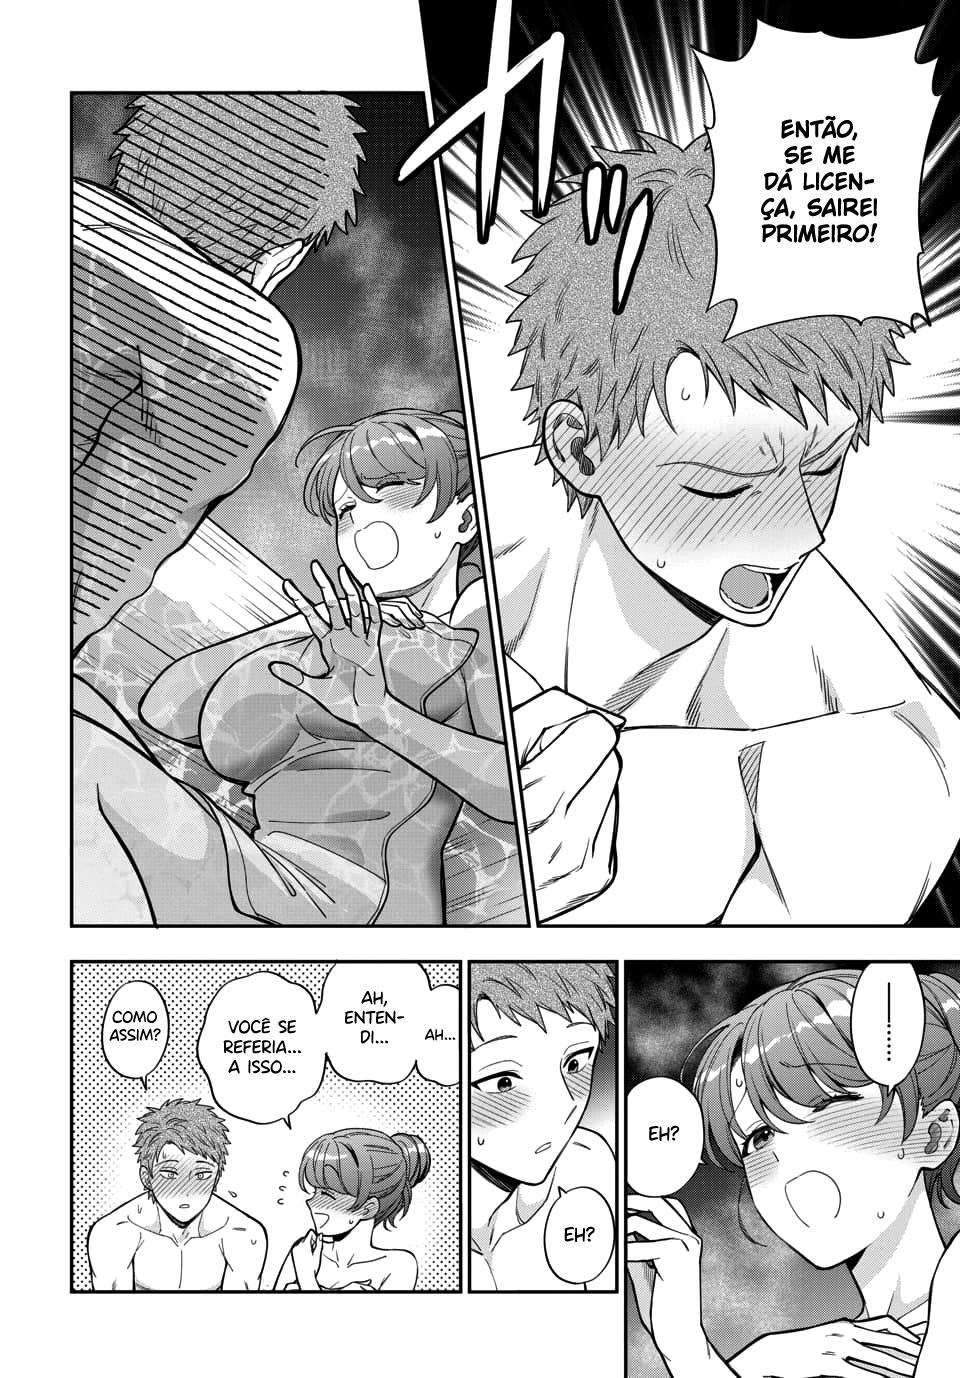 ENTÃO,
SE ME
DÁ LICEN-
ÇA, SAIREI
PRIMEIRO!
………
EH?
EH?
AH...
AH,
ENTEN-
DI...
VOCÊ SE
REFERIA...
A ISSO...
COMO
ASSIM?